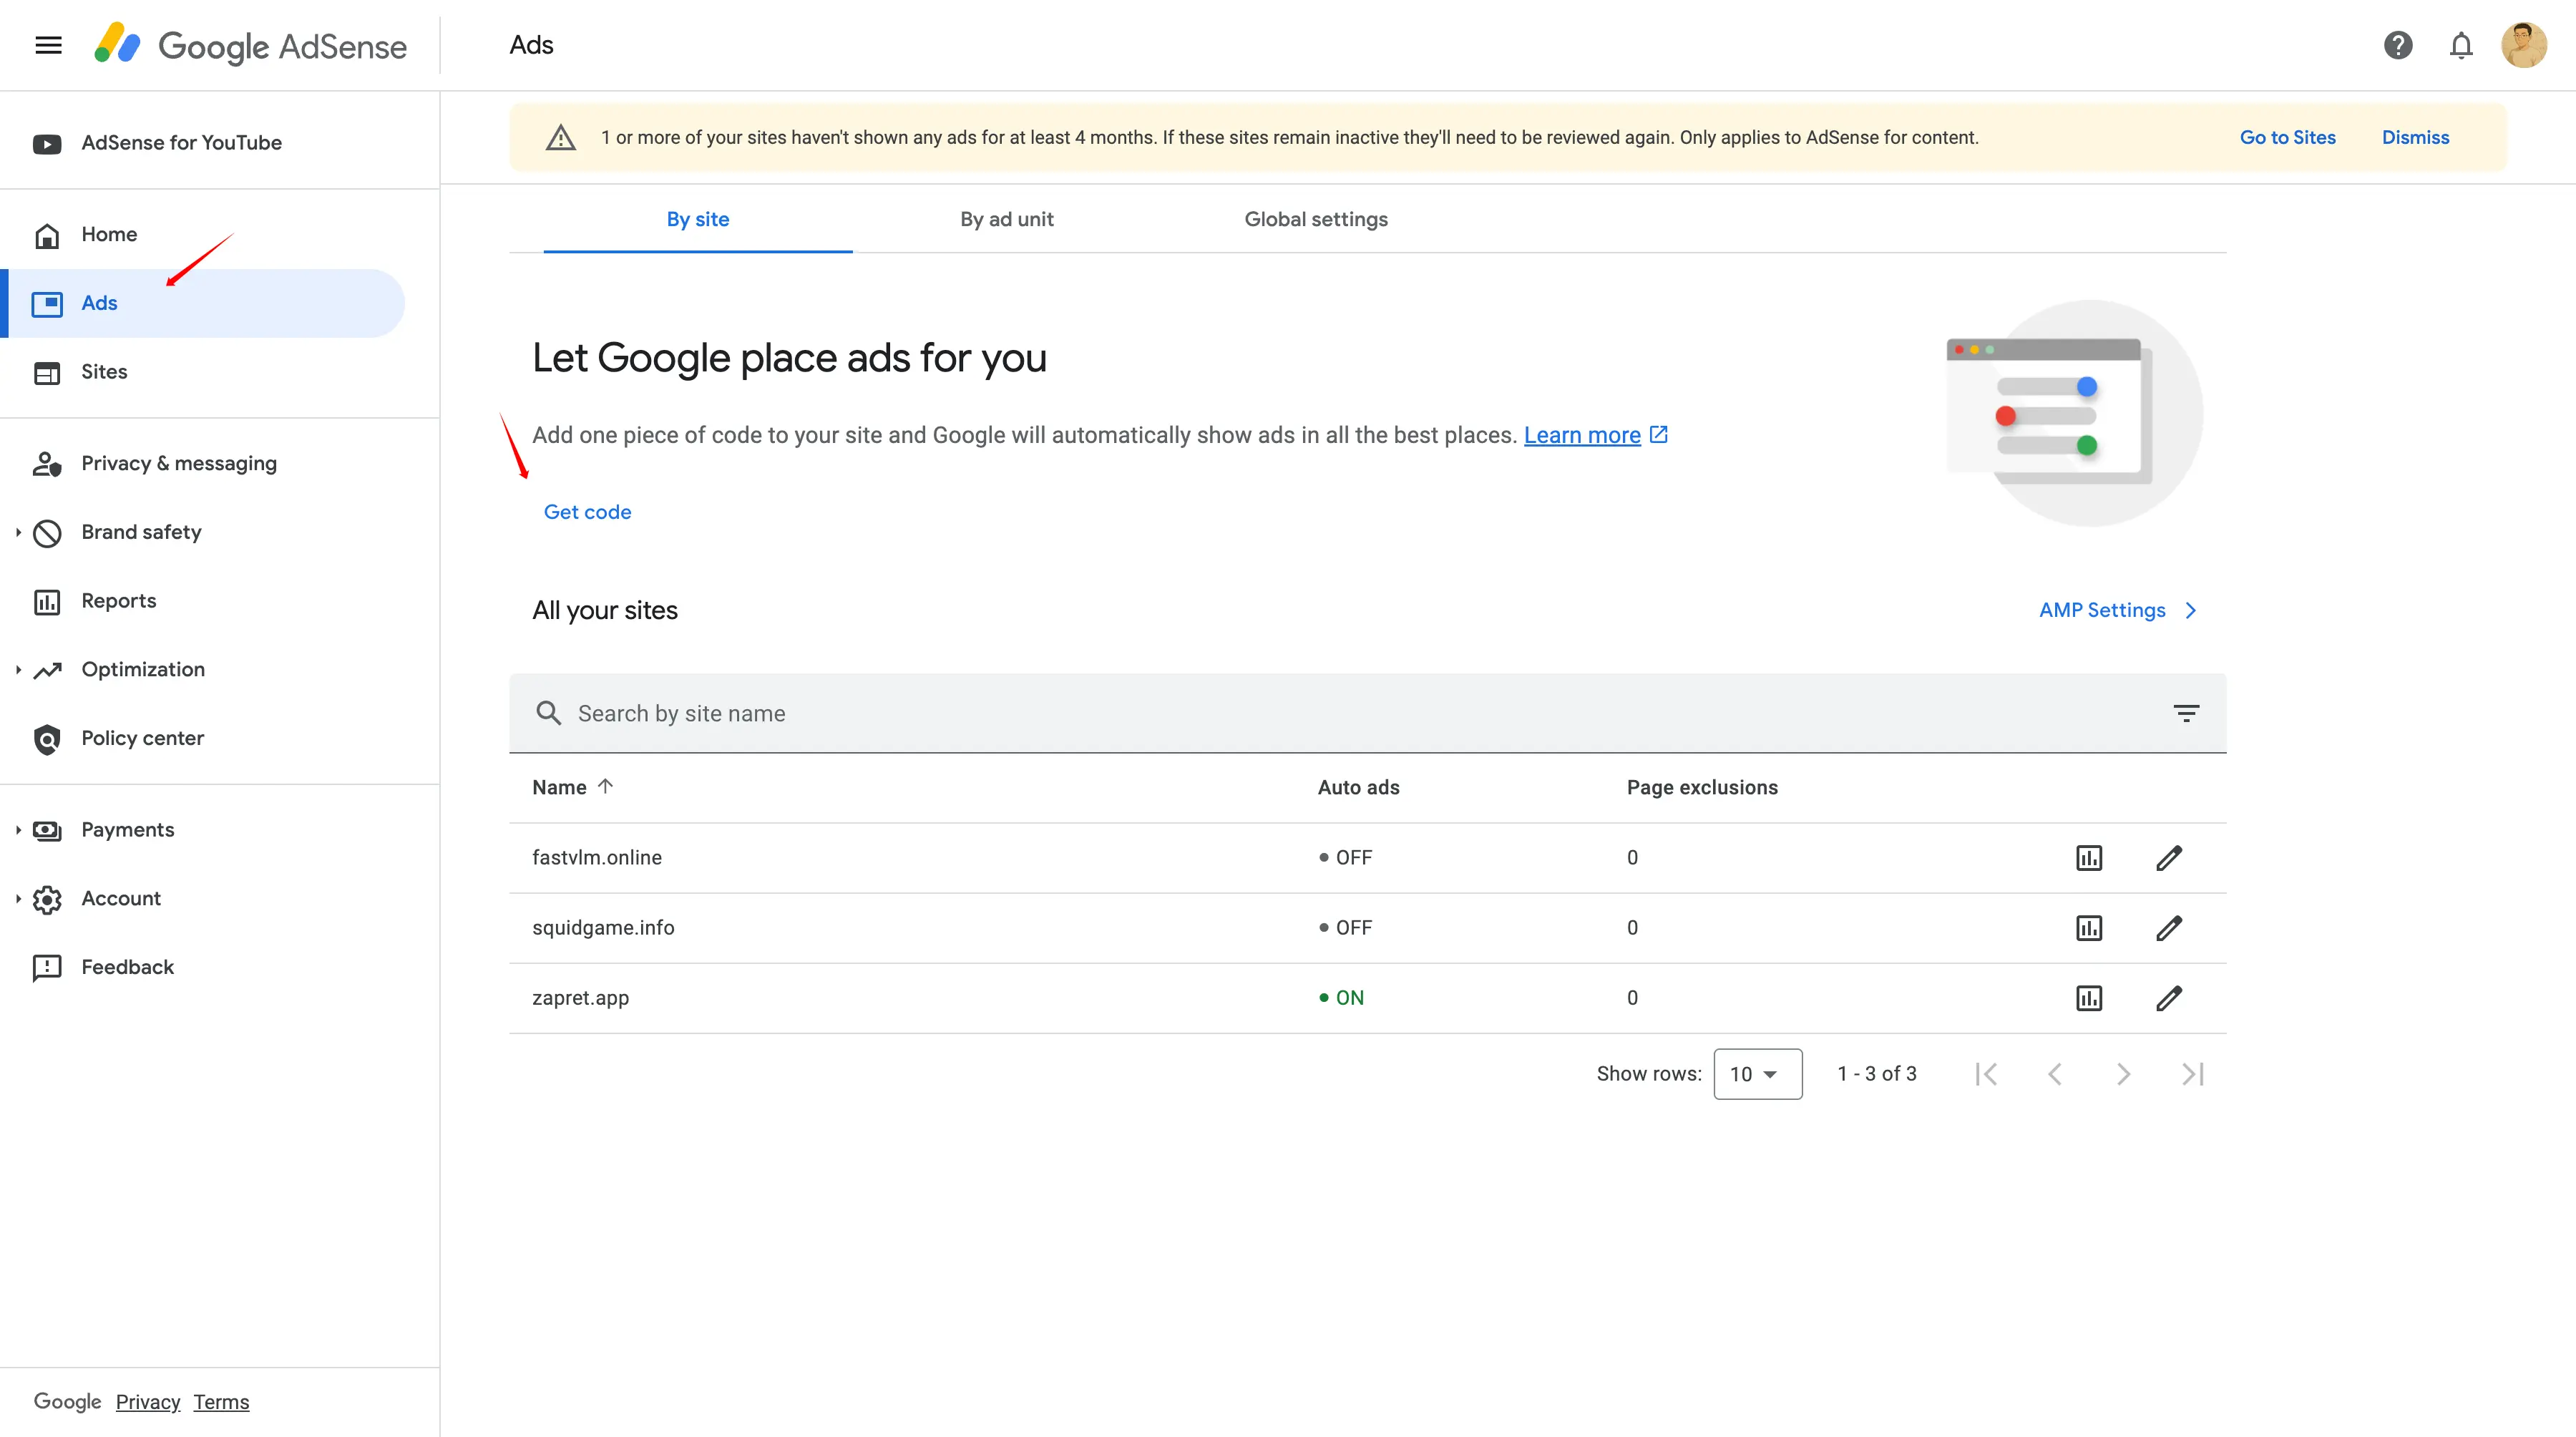 Google AdSense
Ads
AdSense for YouTube
Home
Ads
Sites
Privacy & messaging
Brand safety
Reports
Optimization
Policy center
Payments
Account
Feedback
Google Privacy Terms
1 or more of your sites haven't shown any ads for at least 4 months. If these sites remain inactive they'll need to be reviewed again. Only applies to AdSense for content. Go to Sites Dismiss
By site By ad unit Global settings
Let Google place ads for you
Add one piece of code to your site and Google will automatically show ads in all the best places. Learn more
Get code
All your sites AMP Settings
Search by site name
Name Auto ads Page exclusions
fastvlm.online OFF 0
squidgame.info OFF 0
zapret.app ON 0
Show rows: 10 1 - 3 of 3